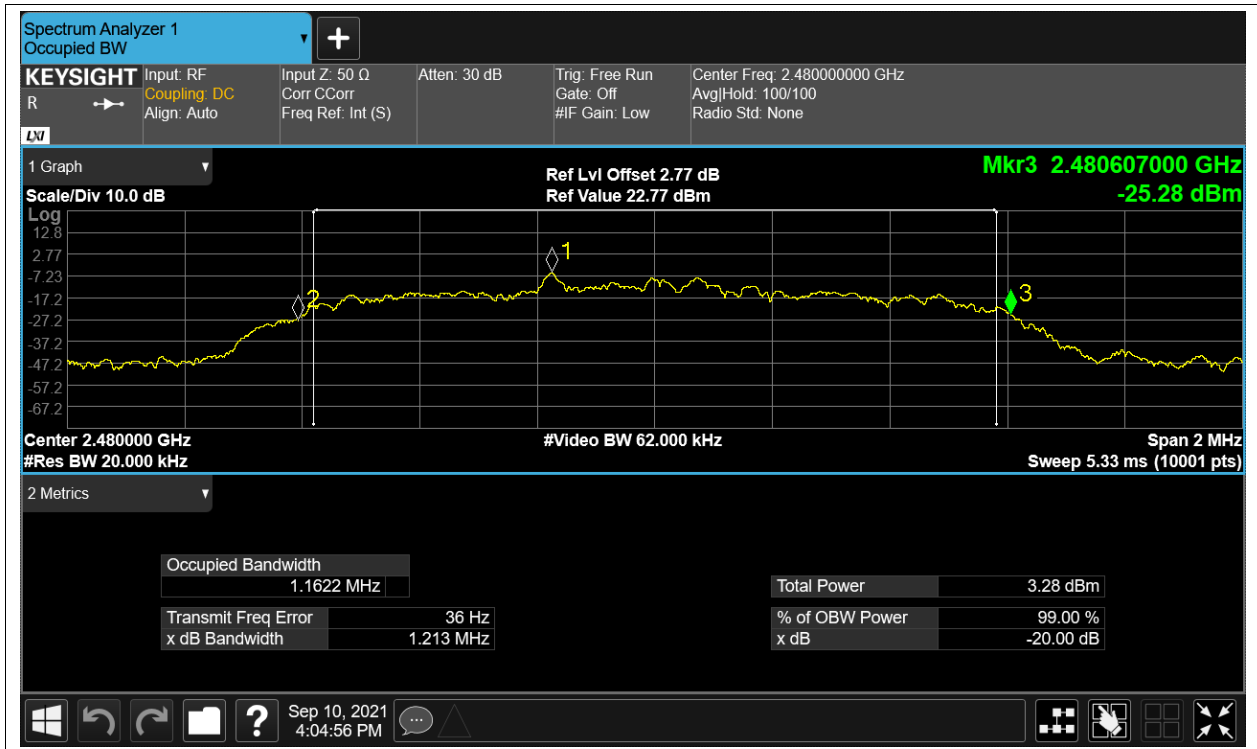 Spectrum Analyzer 1
Occupied BW
KEYSIGHT
R
LXI
Input: RF
Coupling: DC
Align: Auto
Input Z: 50 Ω
Corr CCorr
Freq Ref: Int (S)
Atten: 30 dB
Trig: Free Run
Gate: Off
#IF Gain: Low
Center Freq: 2.480000000 GHz
Avg|Hold: 100/100
Radio Std: None
1 Graph
Scale/Div 10.0 dB
Ref Lvl Offset 2.77 dB
Ref Value 22.77 dBm
Mkr3 2.480607000 GHz
-25.28 dBm
Log
12.8
2.77
-7.23
-17.2
-27.2
-37.2
-47.2
-57.2
-67.2
1
2
3
Center 2.480000 GHz
#Res BW 20.000 kHz
#Video BW 62.000 kHz
Span 2 MHz
Sweep 5.33 ms (10001 pts)
2 Metrics
Occupied Bandwidth
1.1622 MHz
Transmit Freq Error 36 Hz
x dB Bandwidth 1.213 MHz
Total Power 3.28 dBm
% of OBW Power 99.00 %
x dB -20.00 dB
?
Sep 10, 2021
4:04:56 PM